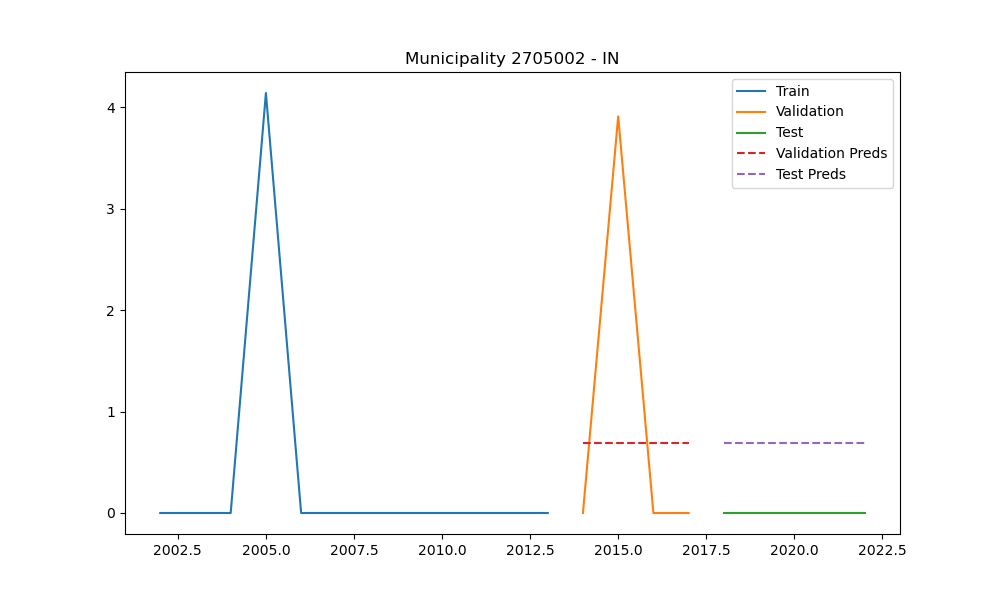 Municipality 2705002 - IN
Train
Validation
Test
Validation Preds
Test Preds
4
3
2
1
0
2002.5 2005.0 2007.5 2010.0 2012.5 2015.0 2017.5 2020.0 2022.5